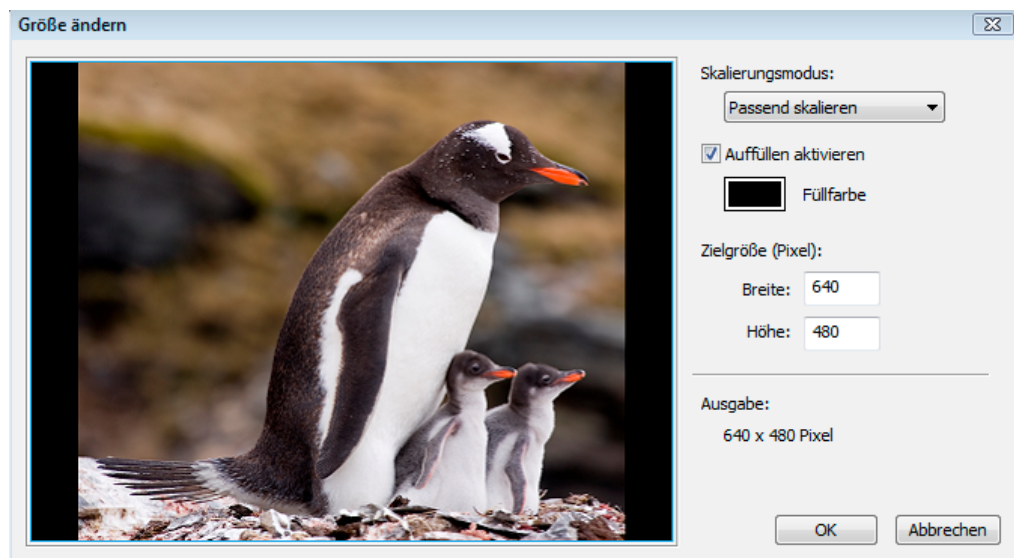 Größe ändern
Skalierungsmodus:
Passend skalieren
Auffüllen aktivieren
Füllfarbe
Zielgröße (Pixel):
Breite: 640
Höhe: 480
Ausgabe:
640 x 480 Pixel
OK Abbrechen